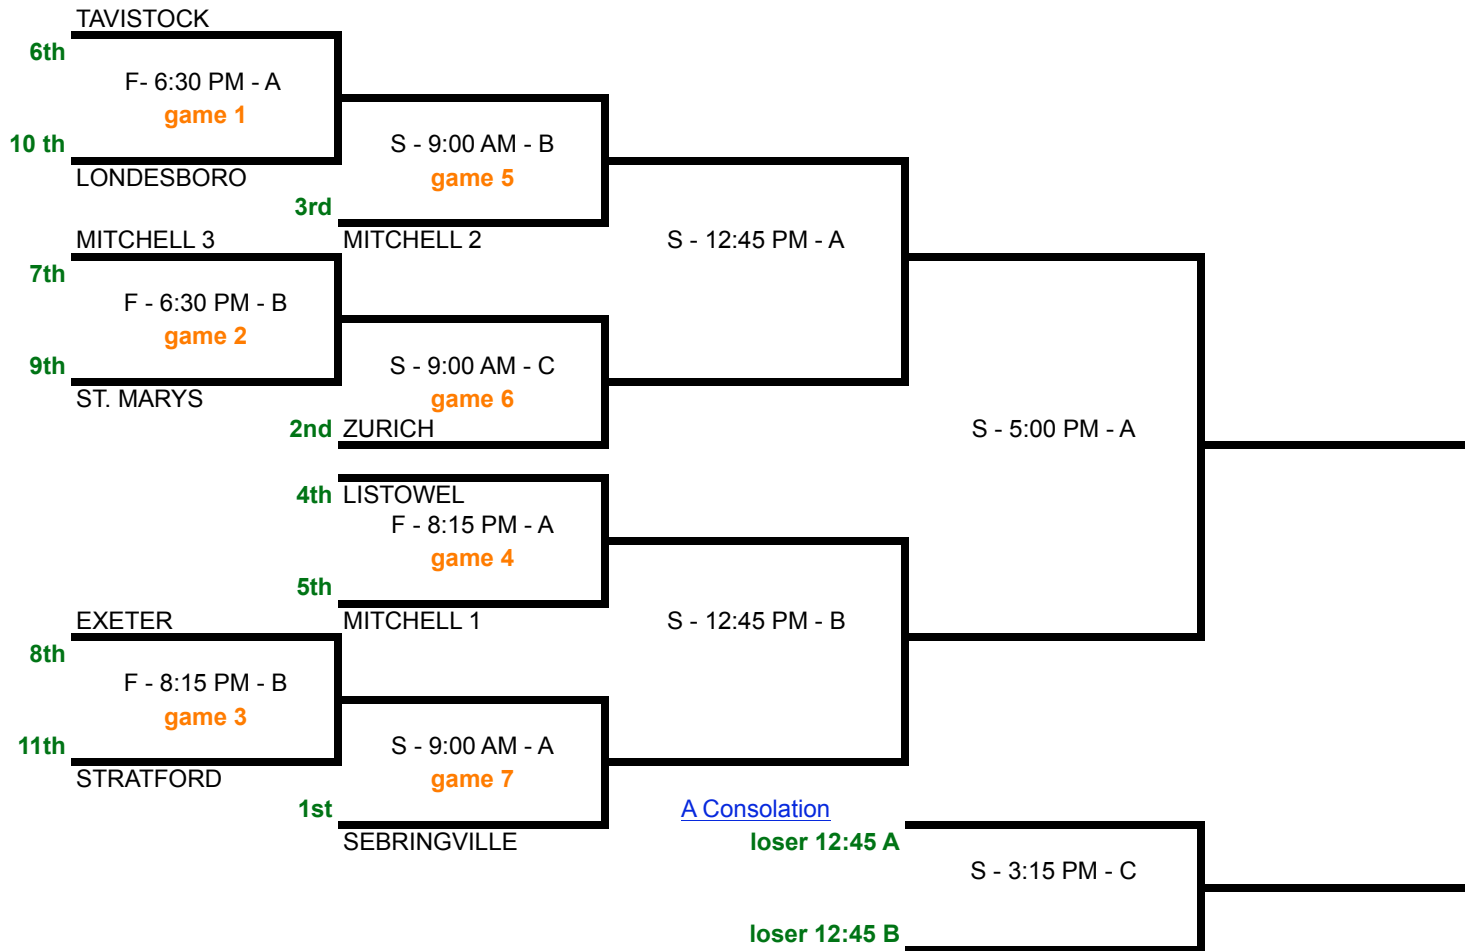 TAVISTOCK
6th
F- 6:30 PM - A
game 1
10 th
LONDESBORO
S - 9:00 AM - B
game 5
3rd
MITCHELL 2
MITCHELL 3
7th
F - 6:30 PM - B
game 2
9th
ST. MARYS
S - 9:00 AM - C
game 6
2nd ZURICH
S - 12:45 PM - A
4th LISTOWEL
F - 8:15 PM - A
game 4
5th
MITCHELL 1
EXETER
8th
F - 8:15 PM - B
game 3
11th
STRATFORD
S - 9:00 AM - A
game 7
1st
SEBRINGVILLE
S - 12:45 PM - B
S - 5:00 PM - A
A Consolation
loser 12:45 A
S - 3:15 PM - C
loser 12:45 B